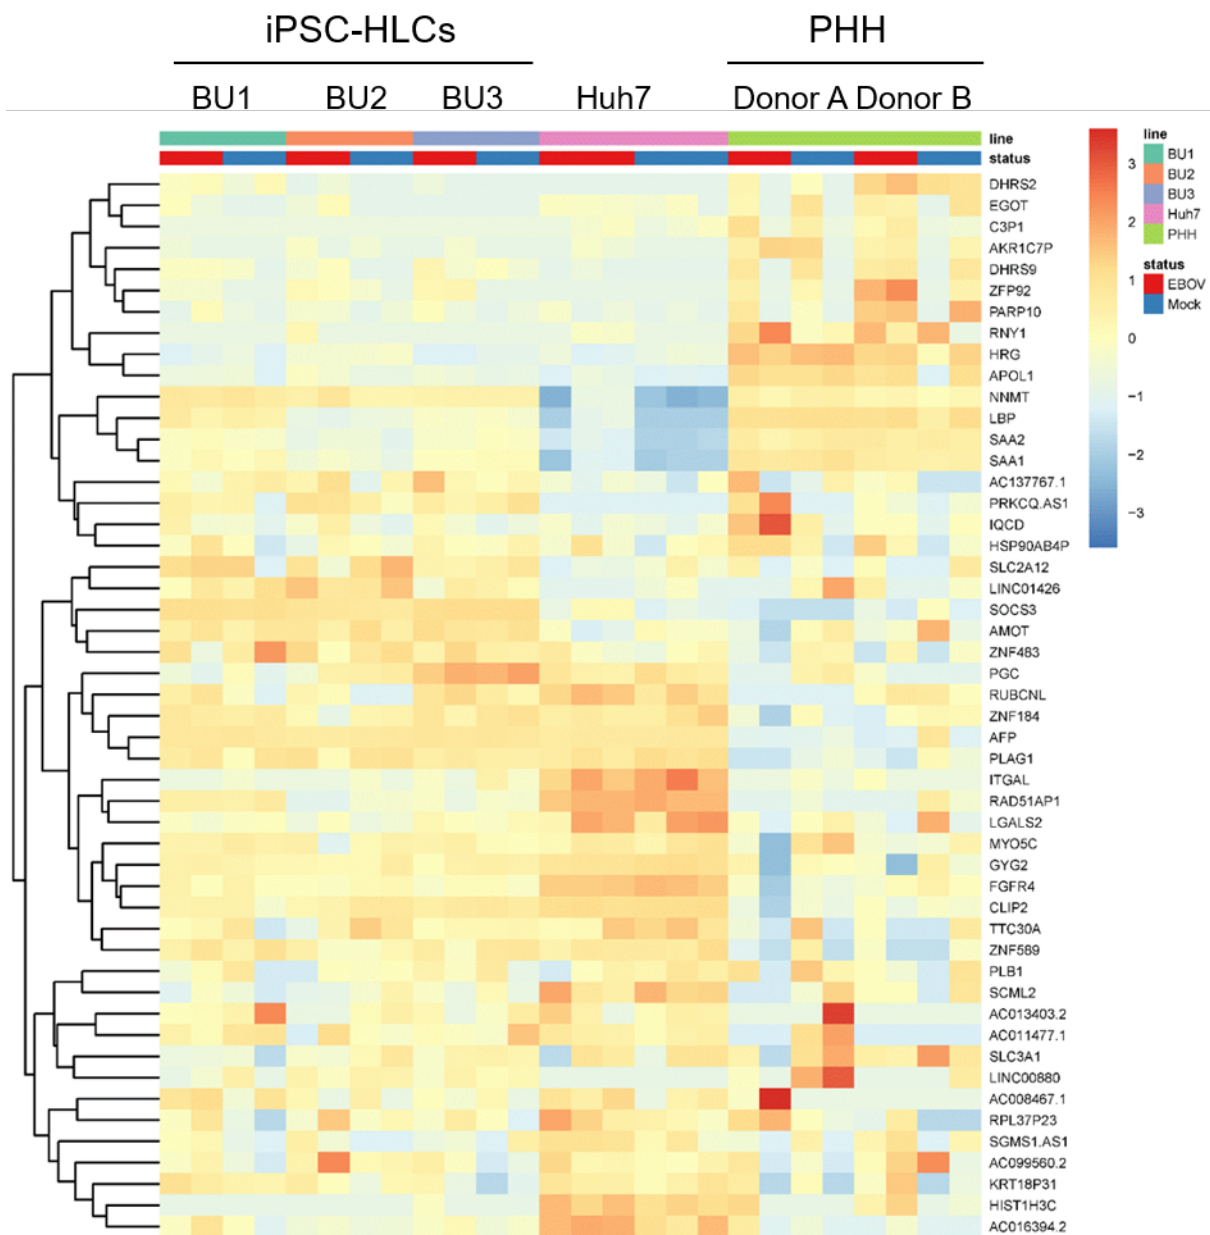 iPSC-HLCs PHH
BU1 BU2 BU3 Huh7 Donor A Donor B
line
status
DHRS2
EGOT
C3P1
AKR1C7P
DHRS9
ZFP92
PARP10
RNY1
HRG
APOL1
NNMT
LBP
SAA2
SAA1
AC137767.1
PRKCQ.AS1
IQCD
HSP90AB4P
SLC2A12
LINC01426
SOCS3
AMOT
ZNF483
PGC
RUBCNL
ZNF184
AFP
PLAG1
ITGAL
RAD51AP1
LGALS2
MYO5C
GYG2
FGFR4
CLIP2
TTC30A
ZNF589
PLB1
SCML2
AC013403.2
AC011477.1
SLC3A1
LINC00880
AC008467.1
RPL37P23
SGMS1.AS1
AC099560.2
KRT18P31
HIST1H3C
AC016394.2
3
2
1
0
−1
−2
−3
line
BU1
BU2
BU3
Huh7
PHH
status
EBOV
Mock